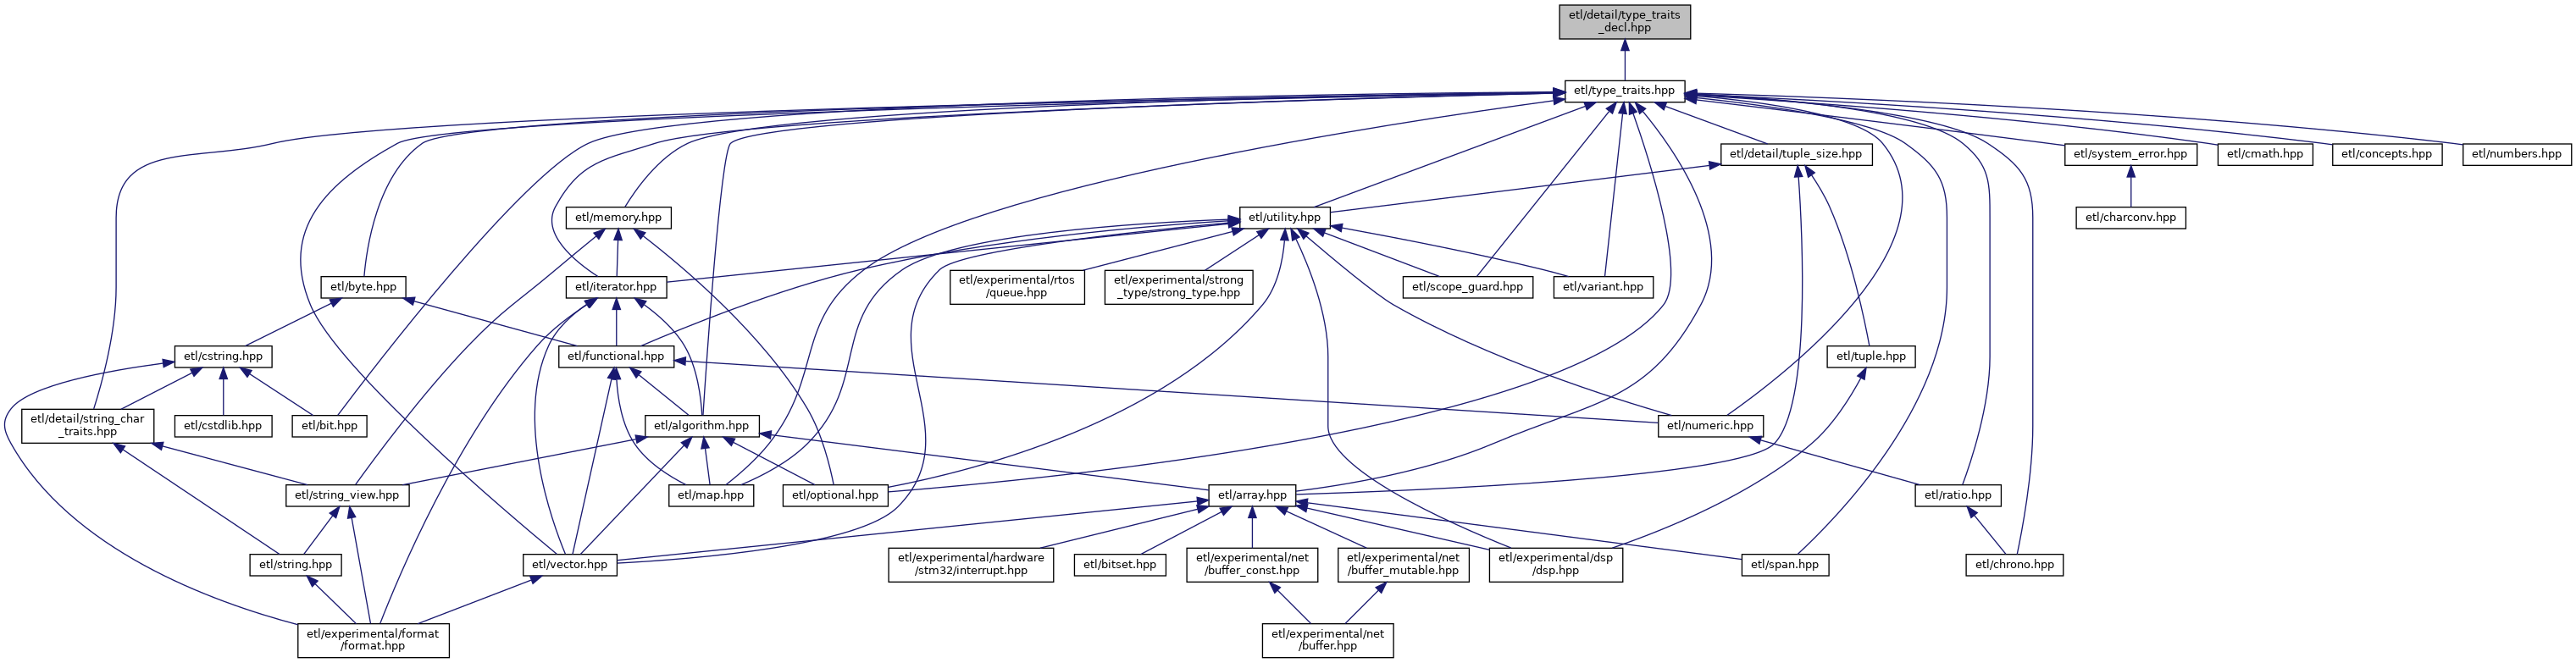 etl/detail/type_traits
_decl.hpp
etl/type_traits.hpp
etl/detail/tuple_size.hpp
etl/system_error.hpp
etl/cmath.hpp
etl/concepts.hpp
etl/numbers.hpp
etl/memory.hpp
etl/utility.hpp
etl/charconv.hpp
etl/byte.hpp
etl/iterator.hpp
etl/experimental/rtos
/queue.hpp
etl/experimental/strong
_type/strong_type.hpp
etl/scope_guard.hpp
etl/variant.hpp
etl/cstring.hpp
etl/functional.hpp
etl/tuple.hpp
etl/detail/string_char
_traits.hpp
etl/cstdlib.hpp
etl/bit.hpp
etl/algorithm.hpp
etl/numeric.hpp
etl/string_view.hpp
etl/map.hpp
etl/optional.hpp
etl/array.hpp
etl/ratio.hpp
etl/string.hpp
etl/vector.hpp
etl/experimental/hardware
/stm32/interrupt.hpp
etl/bitset.hpp
etl/experimental/net
/buffer_const.hpp
etl/experimental/net
/buffer_mutable.hpp
etl/experimental/dsp
/dsp.hpp
etl/span.hpp
etl/chrono.hpp
etl/experimental/format
/format.hpp
etl/experimental/net
/buffer.hpp